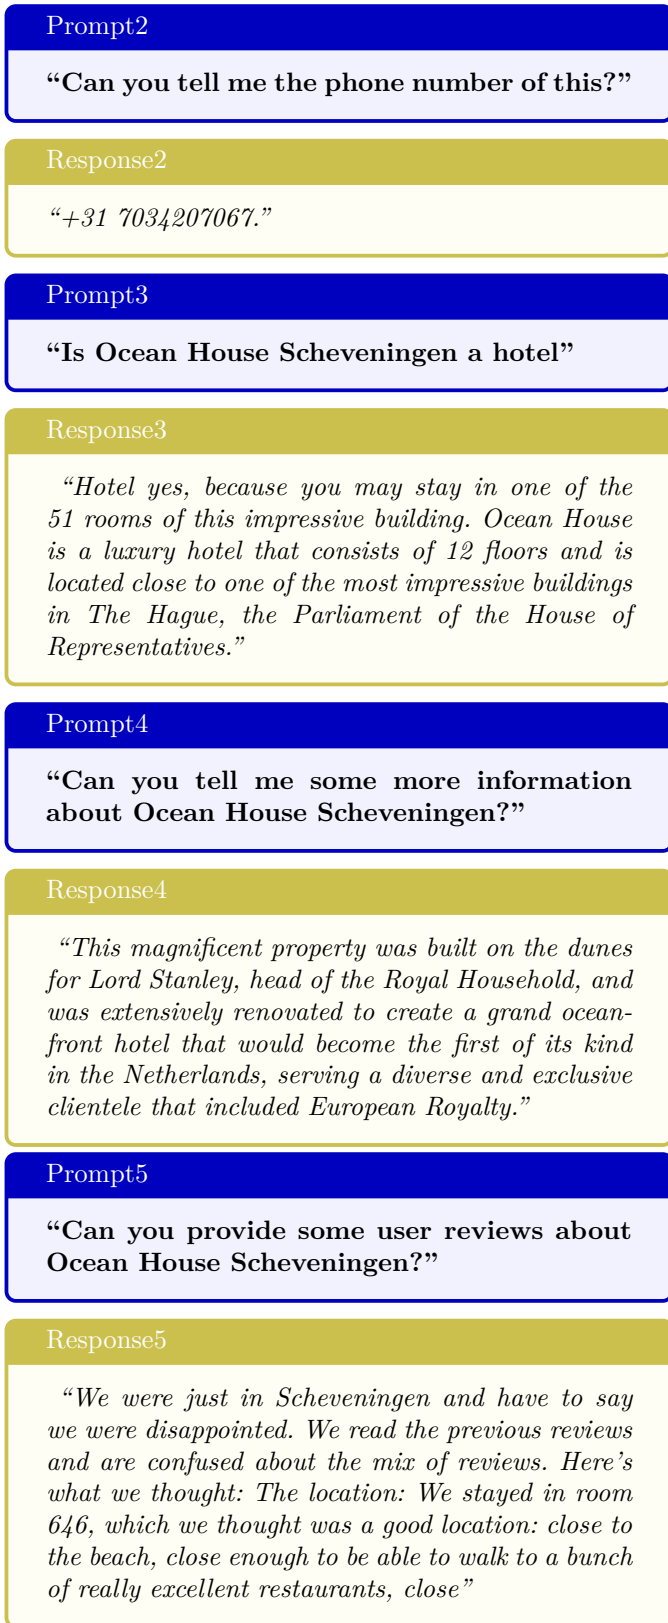 Prompt2
“Can you tell me the phone number of this?”
Response2
“+31 7034207067.”
Prompt3
“Is Ocean House Scheveningen a hotel”
Response3
“Hotel yes, because you may stay in one of the
51 rooms of this impressive building. Ocean House
is a luxury hotel that consists of 12 floors and is
located close to one of the most impressive buildings
in The Hague, the Parliament of the House of
Representatives.”
Prompt4
“Can you tell me some more information
about Ocean House Scheveningen?”
Response4
“This magnificent property was built on the dunes
for Lord Stanley, head of the Royal Household, and
was extensively renovated to create a grand ocean-
front hotel that would become the first of its kind
in the Netherlands, serving a diverse and exclusive
clientele that included European Royalty.”
Prompt5
“Can you provide some user reviews about
Ocean House Scheveningen?”
Response5
“We were just in Scheveningen and have to say
we were disappointed. We read the previous reviews
and are confused about the mix of reviews. Here’s
what we thought: The location: We stayed in room
646, which we thought was a good location: close to
the beach, close enough to be able to walk to a bunch
of really excellent restaurants, close”